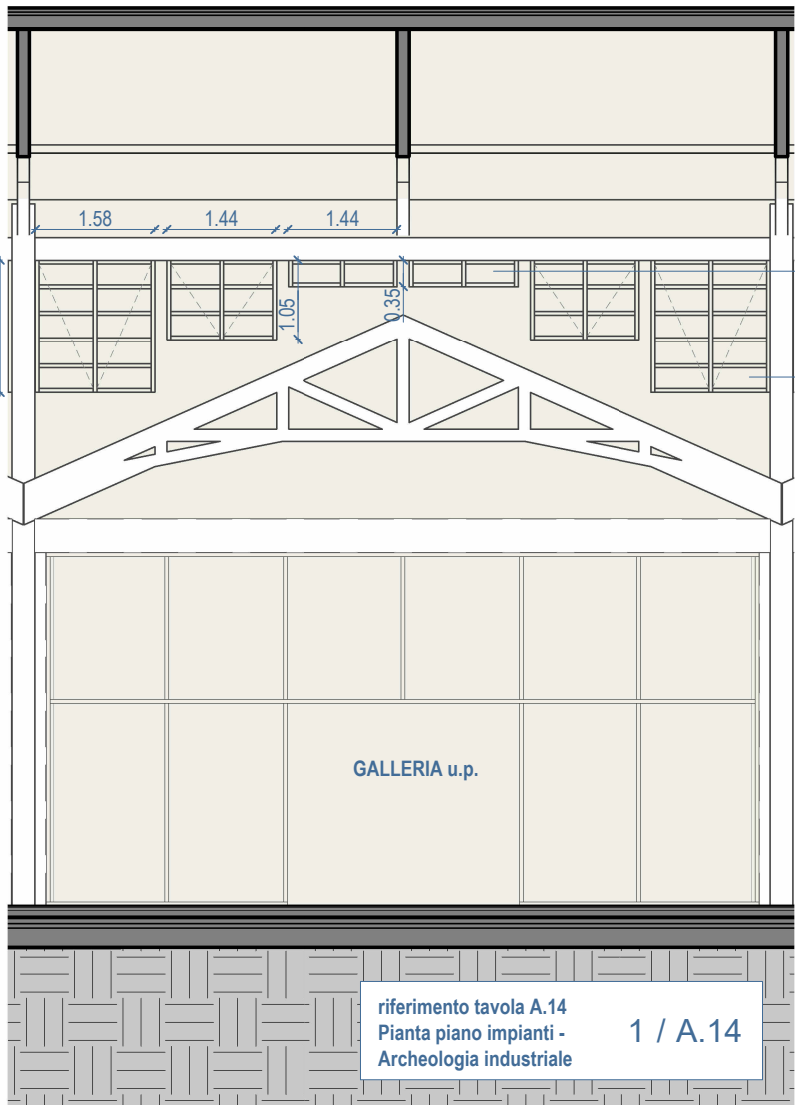 1.58
1.44
1.44
1.05
0.35
GALLERIA u.p.
riferimento tavola A.14
Pianta piano impianti -
Archeologia industriale
1 / A.14